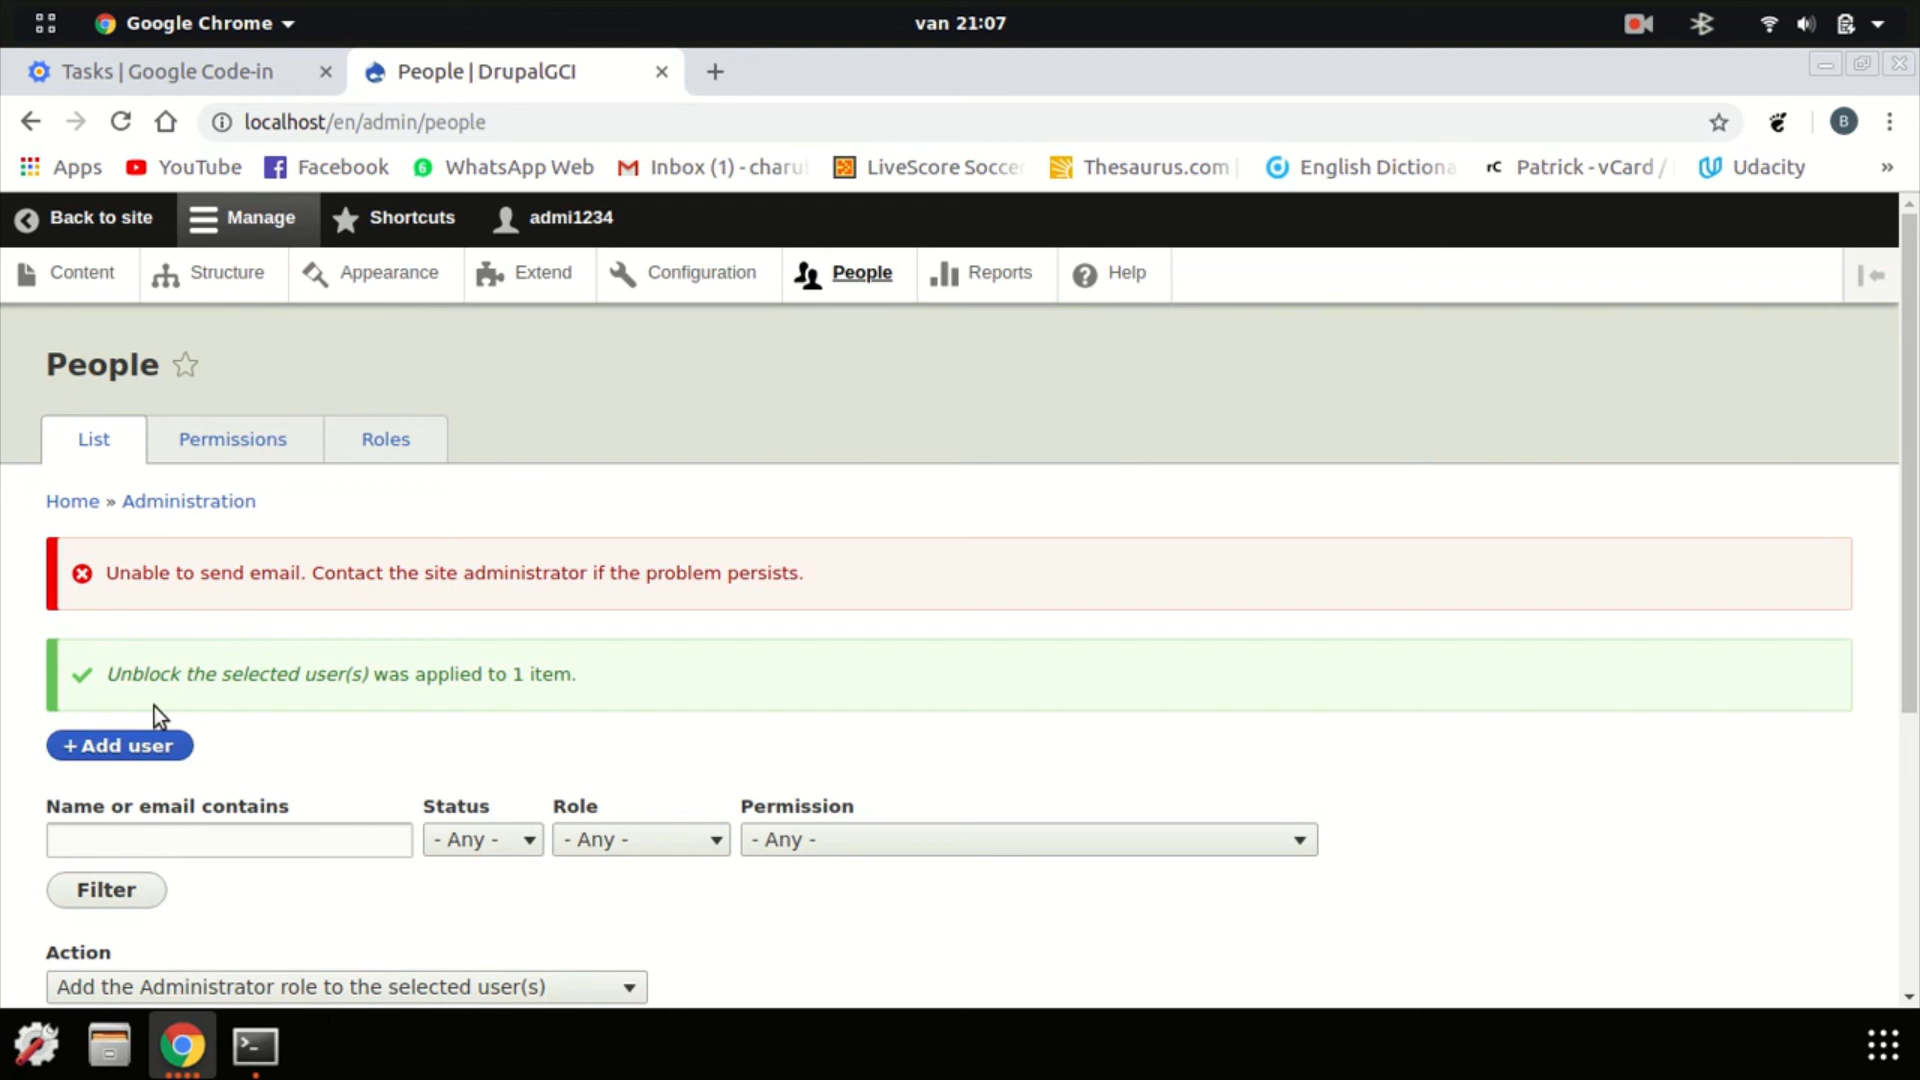 Google Chrome
van 21:07
Tasks | Google Code-in
People | DrupalGCI
localhost/en/admin/people
B
Apps
YouTube
Facebook
WhatsApp Web
Inbox (1) - charu
LiveScore Soccer
Thesaurus.com |
English Dictiona
rC Patrick - vCard /
Udacity
»
Back to site
Manage
Shortcuts
admi1234
Content
Structure
Appearance
Extend
Configuration
People
Reports
Help
People
List
Permissions
Roles
Home » Administration
Unable to send email. Contact the site administrator if the problem persists.
Unblock the selected user(s) was applied to 1 item.
+ Add user
Name or email contains
Status
Role
Permission
- Any -
- Any -
- Any -
Filter
Action
Add the Administrator role to the selected user(s)